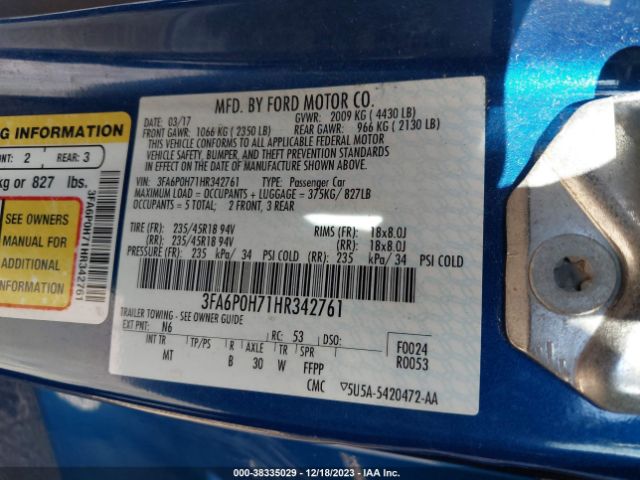 MFD. BY FORD MOTOR CO.
DATE: 03/17 GVWR: 2009 KG ( 4430 LB)
FRONT GAWR: 1066 KG ( 2350 LB) REAR GAWR: 966 KG ( 2130 LB)
THIS VEHICLE CONFORMS TO ALL APPLICABLE FEDERAL MOTOR
VEHICLE SAFETY, BUMPER, AND THEFT PREVENTION STANDARDS
IN EFFECT ON THE DATE OF MANUFACTURE SHOWN ABOVE.
VIN: 3FA6P0H71HR342761 TYPE: Passenger Car
MAXIMUM LOAD = OCCUPANTS + LUGGAGE = 375KG/ 827LB
OCCUPANTS = 5 TOTAL; 2 FRONT, 3 REAR
TIRE (FR): 235/45R18 94V RIMS (FR): 18x8.0J
(RR): 235/45R18 94V (RR): 18x8.0J
PRESSURE (FR): 235 kPa/ 34 PSI COLD (RR): 235 kPa/ 34 PSI COLD
3FA6P0H71HR342761
TRAILER TOWING - SEE OWNER GUIDE
EXT PNT: N6 RC: 53 DSO: F0024
R0053
INT TR TP/PS R AXLE TR SPR
MT B 30 W FFPP
CMC 5U5A-5420472-AA
G INFORMATION
NT: 2 REAR: 3
kg or 827 lbs.
SEE OWNERS
MANUAL FOR
ADDITIONAL
INFORMATION
3FA6P0H71HR342761
000-38335029 - 12/18/2023 - IAA Inc.